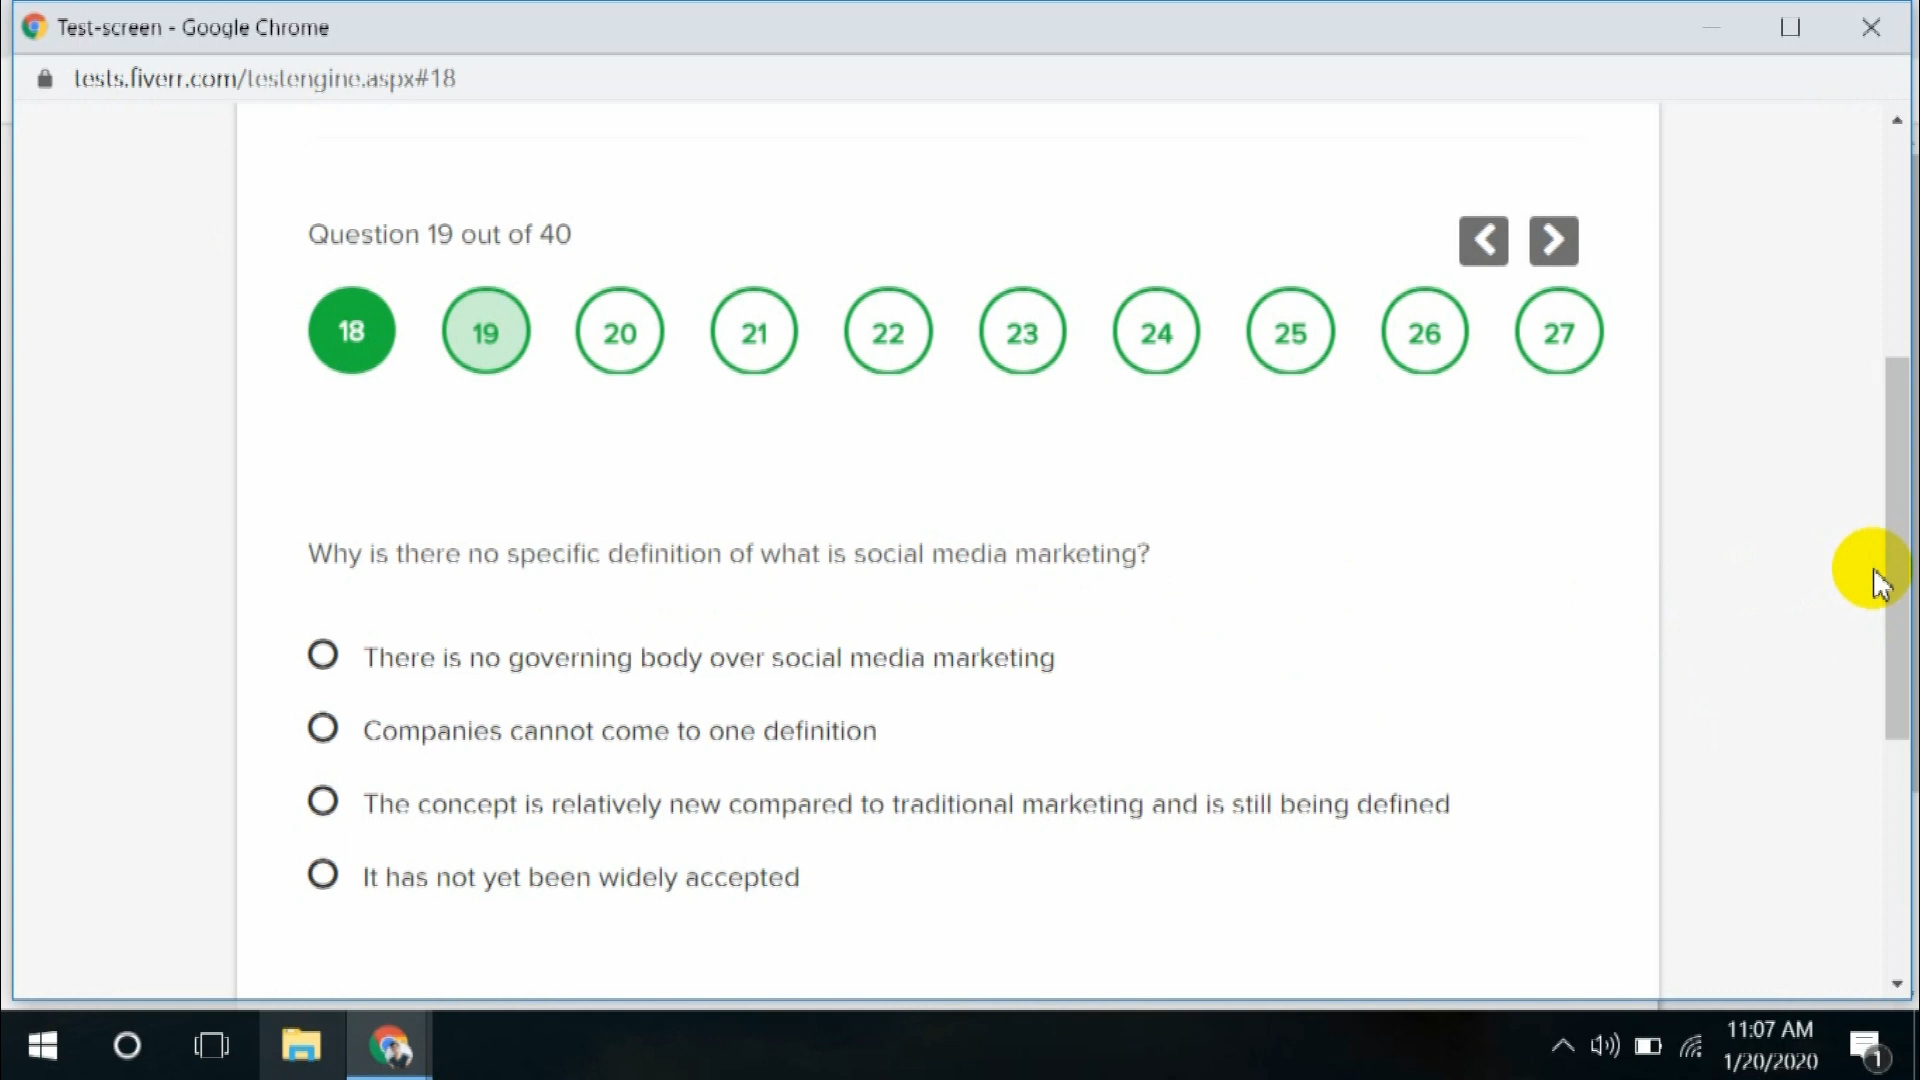 Test-screen - Google Chrome
tests.fiverr.com/testengine.aspx#18
Question 19 out of 40
18 19 20 21 22 23 24 25 26 27
Why is there no specific definition of what is social media marketing?
There is no governing body over social media marketing
Companies cannot come to one definition
The concept is relatively new compared to traditional marketing and is still being defined
It has not yet been widely accepted
11:07 AM
1/20/2020
1